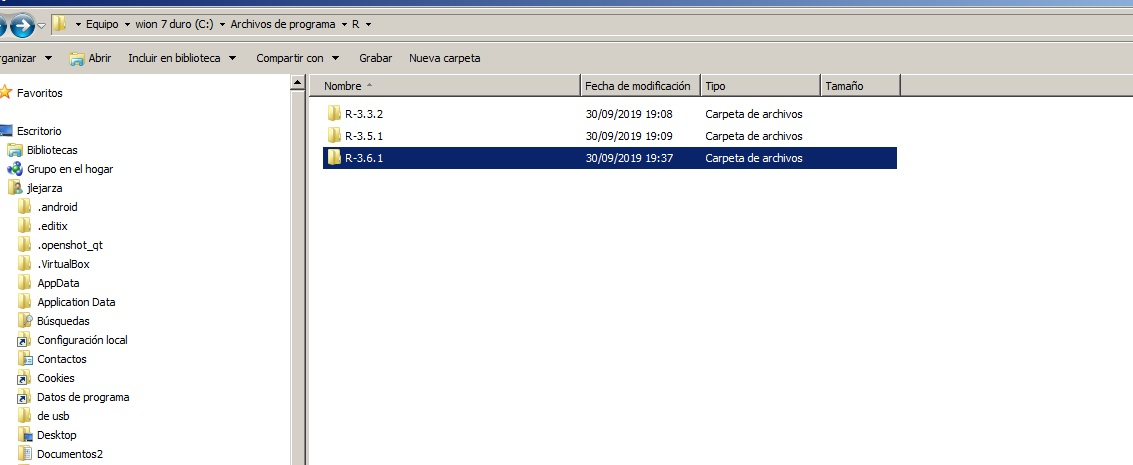 Equipo wion 7 duro (C:) Archivos de programa R
rganizar Abrir Incluir en biblioteca Compartir con Grabar Nueva carpeta
Nombre Fecha de modificación Tipo Tamaño
R-3.3.2 30/09/2019 19:08 Carpeta de archivos
R-3.5.1 30/09/2019 19:09 Carpeta de archivos
R-3.6.1 30/09/2019 19:37 Carpeta de archivos
Favoritos
Escritorio
Bibliotecas
Grupo en el hogar
jlejarza
.android
.editix
.openshot_qt
.VirtualBox
AppData
Application Data
Búsquedas
Configuración local
Contactos
Cookies
Datos de programa
de usb
Desktop
Documentos2